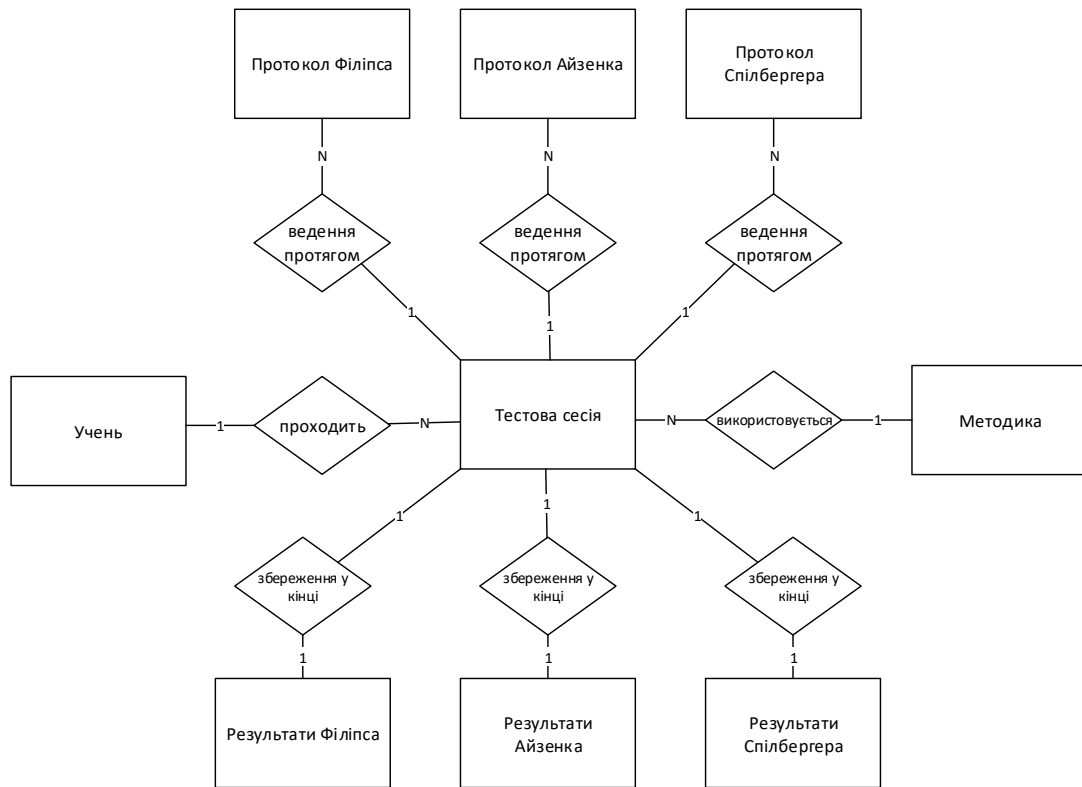 Протокол Філіпса
Протокол Айзенка
Протокол
Спілбергера
N
N
N
ведення
протягом
ведення
протягом
ведення
протягом
1
1
1
Учень
1
проходить
N
Тестова сесія
N
використовується
1
Методика
1
1
1
збереження у
кінці
збереження у
кінці
збереження у
кінці
1
1
1
Результати Філіпса
Результати
Айзенка
Результати
Спілбергера